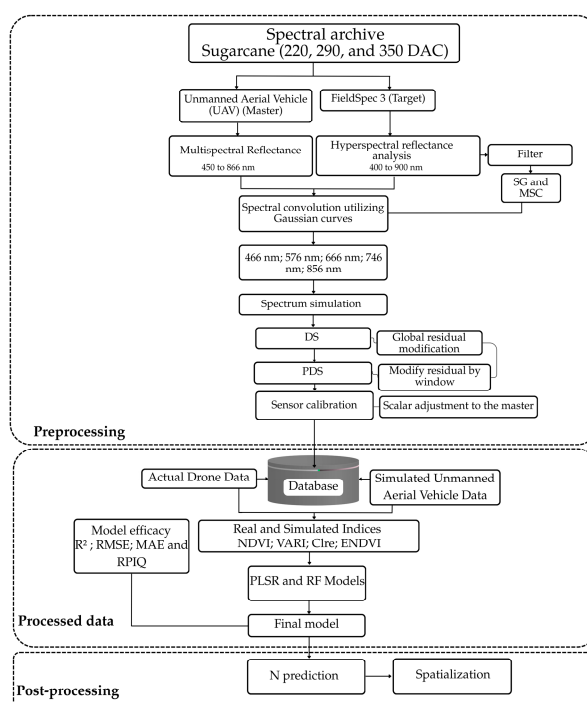 Spectral archive
Sugarcane (220, 290, and 350 DAC)
Unmanned Aerial Vehicle
(UAV) (Master)
FieldSpec 3 (Target)
Multispectral Reflectance
450 to 866 nm
Hyperspectral reflectance
analysis
400 to 900 nm
Filter
SG and
MSC
Spectral convolution utilizing
Gaussian curves
466 nm; 576 nm; 666 nm; 746
nm; 856 nm
Spectrum simulation
DS
Global residual
modification
PDS
Modify residual by
window
Sensor calibration
Scalar adjustment to the master
Preprocessing
Actual Drone Data
Database
Simulated Unmanned
Aerial Vehicle Data
Model efficacy
R² ; RMSE; MAE and
RPIQ
Real and Simulated Indices
NDVI; VARI; CIre; ENDVI
PLSR and RF Models
Final model
Processed data
N prediction
Spatialization
Post-processing